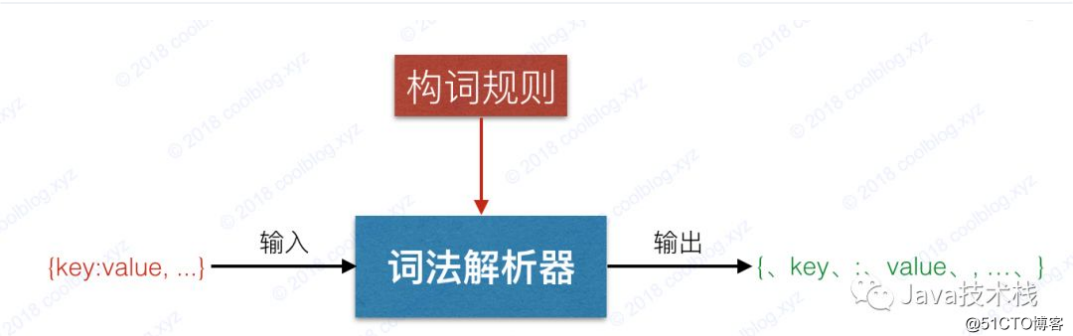 © 2018 coolblog.xyz
构词规则
输入
词法解析器
输出
{key:value, ...}
{、key、:、value、, ...、}
Java技术栈
@51CTO博客